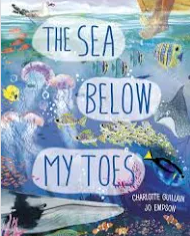 THE SEA
BELOW
MY TOES
CHARLOTTE GUILLAIN
JO EMPSON